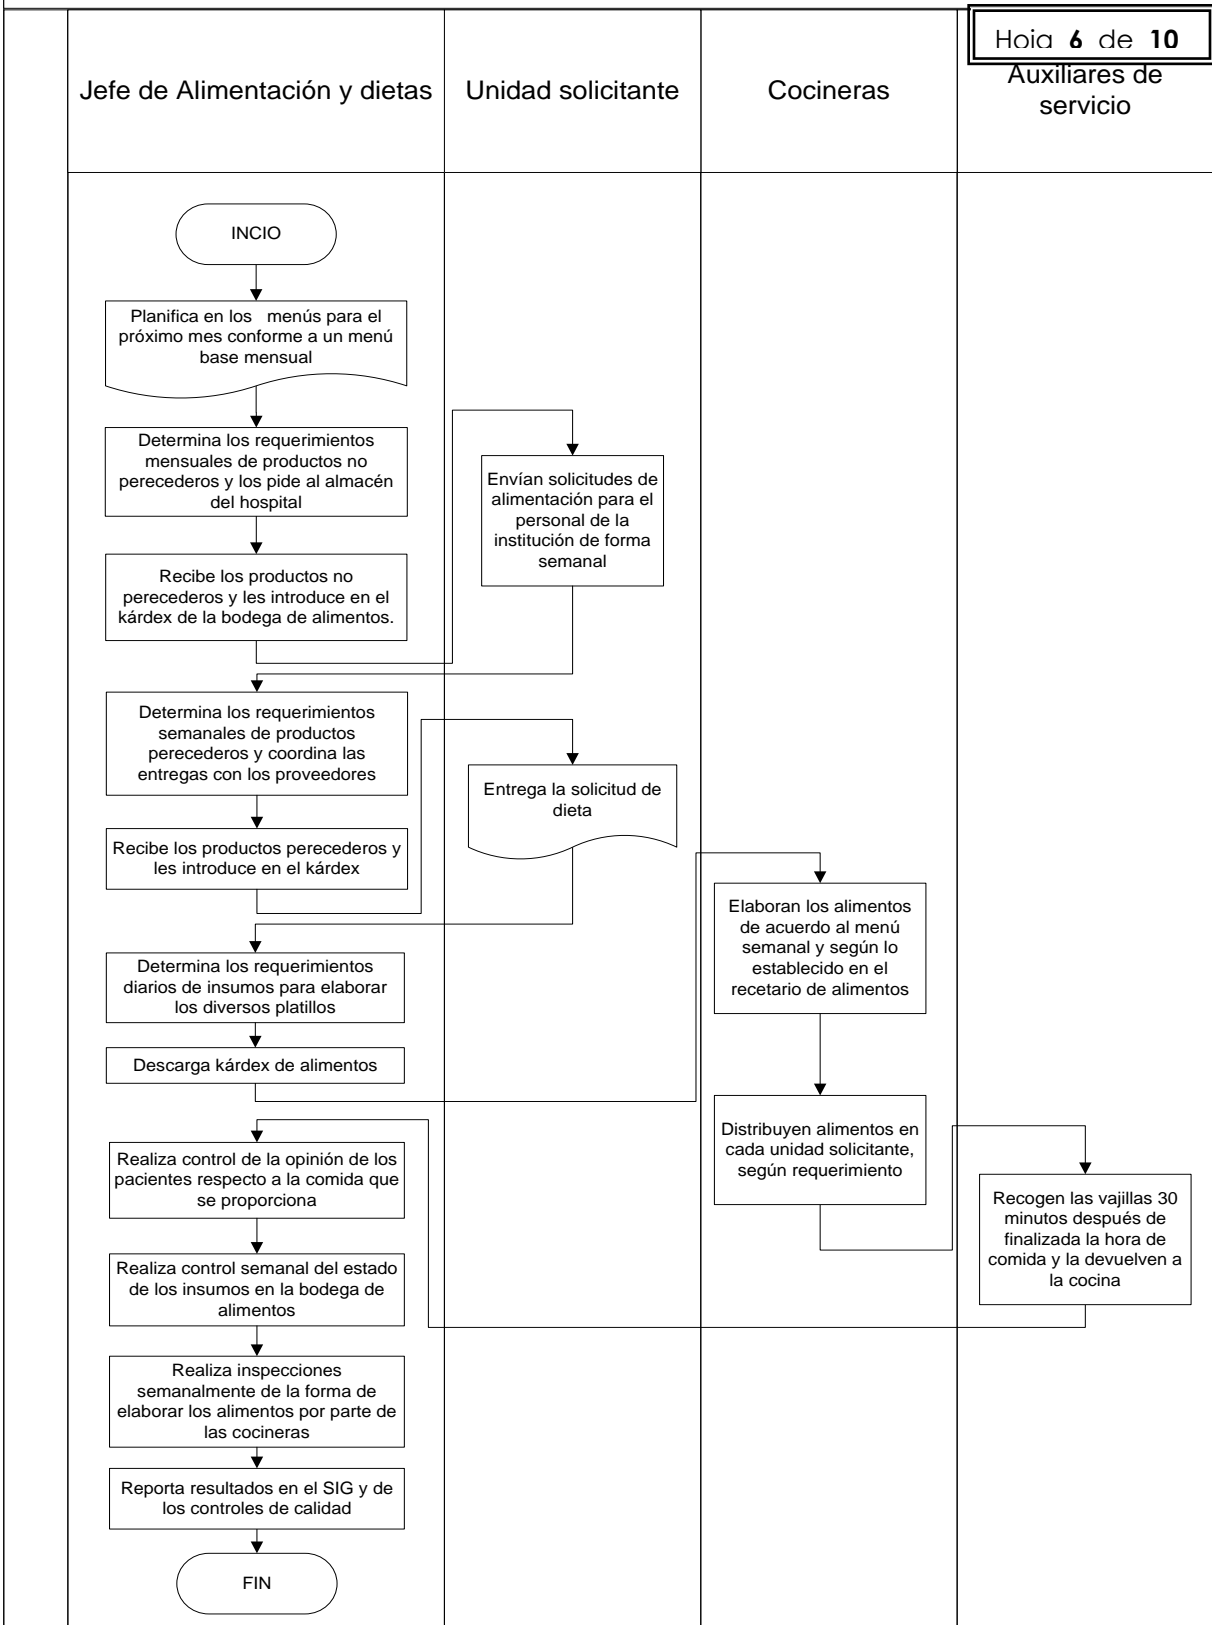 Hoja 6 de 10
Jefe de Alimentación y dietas
Unidad solicitante
Cocineras
Auxiliares de
servicio
INCIO
Planifica en los menús para el
próximo mes conforme a un menú
base mensual
Determina los requerimientos
mensuales de productos no
perecederos y los pide al almacén
del hospital
Recibe los productos no
perecederos y les introduce en el
kárdex de la bodega de alimentos.
Envían solicitudes de
alimentación para el
personal de la
institución de forma
semanal
Determina los requerimientos
semanales de productos
perecederos y coordina las
entregas con los proveedores
Recibe los productos perecederos y
les introduce en el kárdex
Entrega la solicitud de
dieta
Determina los requerimientos
diarios de insumos para elaborar
los diversos platillos
Descarga kárdex de alimentos
Elaboran los alimentos
de acuerdo al menú
semanal y según lo
establecido en el
recetario de alimentos
Distribuyen alimentos en
cada unidad solicitante,
según requerimiento
Recogen las vajillas 30
minutos después de
finalizada la hora de
comida y la devuelven a
la cocina
Realiza control de la opinión de los
pacientes respecto a la comida que
se proporciona
Realiza control semanal del estado
de los insumos en la bodega de
alimentos
Realiza inspecciones
semanalmente de la forma de
elaborar los alimentos por parte de
las cocineras
Reporta resultados en el SIG y de
los controles de calidad
FIN